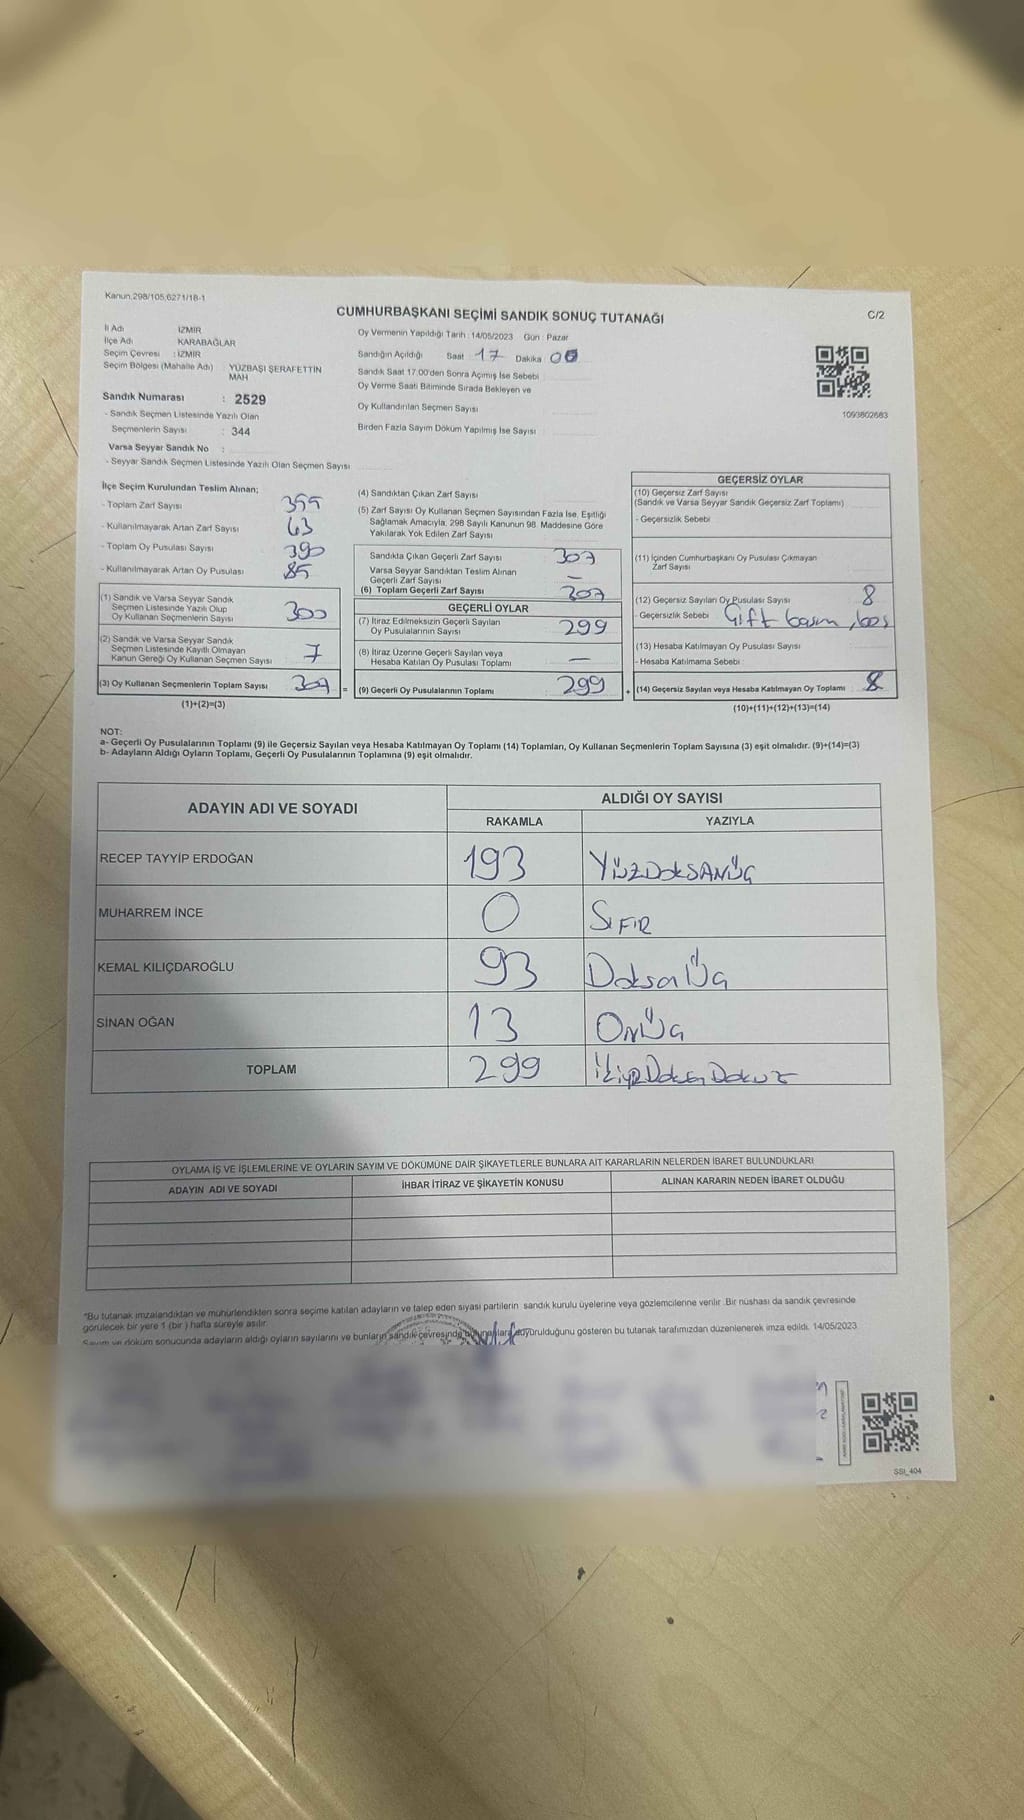 Kanun.298/105,6271/18-1
CUMHURBAŞKANI SEÇİMİ SANDIK SONUÇ TUTANAĞI
C/2
İl Adı İZMİR
İlçe Adı KARABAĞLAR
Seçim Çevresi : İZMİR
Seçim Bölgesi (Mahalle Adı) YÜZBAŞI ŞERAFETTİN
MAH
Sandık Numarası : 2529
- Sandık Seçmen Listesinde Yazılı Olan
Seçmenlerin Sayısı : 344
Varsa Seyyar Sandık No :
- Seyyar Sandık Seçmen Listesinde Yazılı Olan Seçmen Sayısı
Oy Vermenin Yapıldığı Tarih : 14/05/2023 Gün : Pazar
Sandığın Açıldığı Saat 17 Dakika 00
Sandık Saat 17.00'den Sonra Açımış İse Sebebi
Oy Verme Saati Bitiminde Sırada Bekleyen ve
Oy Kullandırılan Seçmen Sayısı
Birden Fazla Sayım Döküm Yapılmış İse Sayısı
1093802683
İlçe Seçim Kurulundan Teslim Alınan;
- Toplam Zarf Sayısı
- Kullanılmayarak Artan Zarf Sayısı 63
- Toplam Oy Pusulası Sayısı 390
- Kullanılmayarak Artan Oy Pusulası 85
(1) Sandık ve Varsa Seyyar Sandık
Seçmen Listesinde Yazılı Olup
Oy Kullanan Seçmenlerin Sayısı 300
(2) Sandık ve Varsa Seyyar Sandık
Seçmen Listesinde Kayıtlı Olmayan
Kanun Gereği Oy Kullanan Seçmen Sayısı 7
(3) Oy Kullanan Seçmenlerin Toplam Sayısı 307 =
(1)+(2)=(3)
(4) Sandıktan Çıkan Zarf Sayısı
(5) Zarf Sayısı Oy Kullanan Seçmen Sayısından Fazla İse, Eşitliği
Sağlamak Amacıyla, 298 Sayılı Kanunun 98. Maddesine Göre
Yakılarak Yok Edilen Zarf Sayısı
Sandıkta Çıkan Geçerli Zarf Sayısı 307
Varsa Seyyar Sandıktan Teslim Alınan
Geçerli Zarf Sayısı –
(6) Toplam Geçerli Zarf Sayısı 307
GEÇERLİ OYLAR
(7) İtiraz Edilmeksizin Geçerli Sayılan
Oy Pusulalarının Sayısı 299
(8) İtiraz Üzerine Geçerli Sayılan veya
Hesaba Katılan Oy Pusulası Toplamı –
(9) Geçerli Oy Pusulalarının Toplamı 299 +
GEÇERSİZ OYLAR
(10) Geçersiz Zarf Sayısı
(Sandık ve Varsa Seyyar Sandık Geçersiz Zarf Toplamı)
- Geçersizlik Sebebi
(11) İçinden Cumhurbaşkanı Oy Pusulası Çıkmayan
Zarf Sayısı
(12) Geçersiz Sayılan Oy Pusulası Sayısı 8
- Geçersizlik Sebebi Çift basım, boş
(13) Hesaba Katılmayan Oy Pusulası Sayısı
- Hesaba Katılmama Sebebi
(14) Geçersiz Sayılan veya Hesaba Katılmayan Oy Toplamı 8
(10)+(11)+(12)+(13)=(14)
NOT:
a- Geçerli Oy Pusulalarının Toplamı (9) ile Geçersiz Sayılan veya Hesaba Katılmayan Oy Toplamı (14) Toplamları, Oy Kullanan Seçmenlerin Toplam Sayısına (3) eşit olmalıdır. (9)+(14)=(3)
b- Adayların Aldığı Oyların Toplamı, Geçerli Oy Pusulalarının Toplamına (9) eşit olmalıdır.
ADAYIN ADI VE SOYADI ALDIĞI OY SAYISI
RAKAMLA YAZIYLA
RECEP TAYYİP ERDOĞAN 193 YÜZDOKSANÜÇ
MUHARREM İNCE 0 SIFIR
KEMAL KILIÇDAROĞLU 93 DoksanÜç
SİNAN OĞAN 13 ONÜÇ
TOPLAM 299 İkiyüzDoksanDokuz
OYLAMA İŞ VE İŞLEMLERİNE VE OYLARIN SAYIM VE DÖKÜMÜNE DAİR ŞİKAYETLERLE BUNLARA AİT KARARLARIN NELERDEN İBARET BULUNDUKLARI
ADAYIN ADI VE SOYADI İHBAR İTİRAZ VE ŞİKAYETİN KONUSU ALINAN KARARIN NEDEN İBARET OLDUĞU
*Bu tutanak imzalandıktan ve mühürlendikten sonra seçime katılan adayların ve talep eden siyasi partilerin sandık kurulu üyelerine veya gözlemcilerine verilir. Bir nüshası da sandık çevresinde
görülecek bir yere 1 (bir) hafta süreyle asılır.
Sayım ve döküm sonucunda adayların aldığı oyların sayılarını ve bunların sandık çevresinde duyurulduğunu gösteren bu tutanak tarafımızdan düzenlenerek imza edildi. 14/05/2023
SSI_404